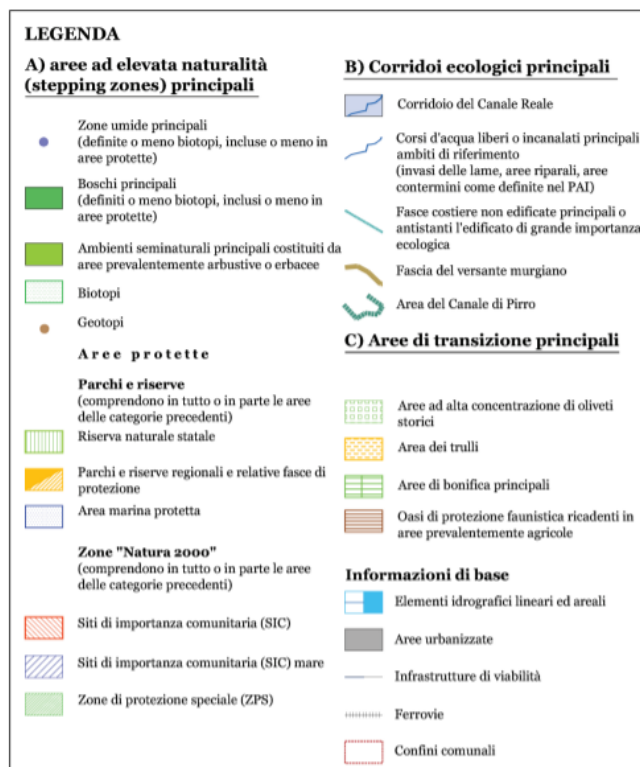 LEGENDA
A) aree ad elevata naturalità
(stepping zones) principali
Zone umide principali
(definite o meno biotopi, incluse o meno in
aree protette)
Boschi principali
(definiti o meno biotopi, inclusi o meno in
aree protette)
Ambienti seminaturali principali costituiti da
aree prevalentemente arbustive o erbacee
Biotopi
Geotopi
Aree protette
Parchi e riserve
(comprendono in tutto o in parte le aree
delle categorie precedenti)
Riserva naturale statale
Parchi e riserve regionali e relative fasce di
protezione
Area marina protetta
Zone "Natura 2000"
(comprendono in tutto o in parte le aree
delle categorie precedenti)
Siti di importanza comunitaria (SIC)
Siti di importanza comunitaria (SIC) mare
Zone di protezione speciale (ZPS)
B) Corridoi ecologici principali
Corridoio del Canale Reale
Corsi d'acqua liberi o incanalati principali
ambiti di riferimento
(invasi delle lame, aree riparali, aree
contermini come definite nel PAI)
Fasce costiere non edificate principali o
antistanti l'edificato di grande importanza
ecologica
Fascia del versante murgiano
Area del Canale di Pirro
C) Aree di transizione principali
Aree ad alta concentrazione di oliveti
storici
Area dei trulli
Aree di bonifica principali
Oasi di protezione faunistica ricadenti in
aree prevalentemente agricole
Informazioni di base
Elementi idrografici lineari ed areali
Aree urbanizzate
Infrastrutture di viabilità
Ferrovie
Confini comunali